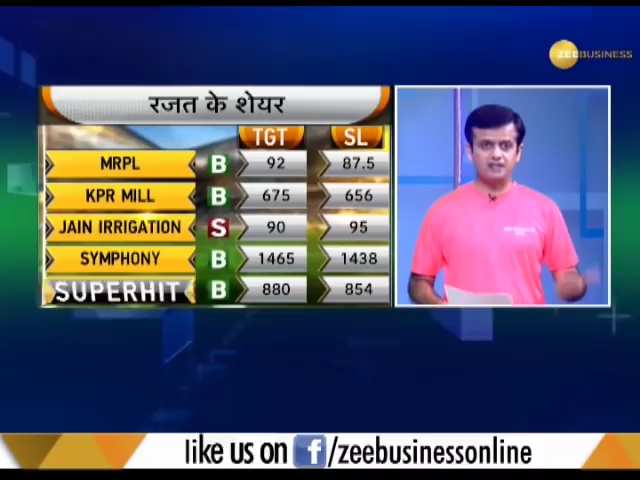 ZEEBUSINESS
रजत के शेयर
TGT SL
MRPL B 92 87.5
KPR MILL B 675 656
JAIN IRRIGATION S 90 95
SYMPHONY B 1465 1438
SUPERHIT B 880 854
like us on f/zeebusinessonline